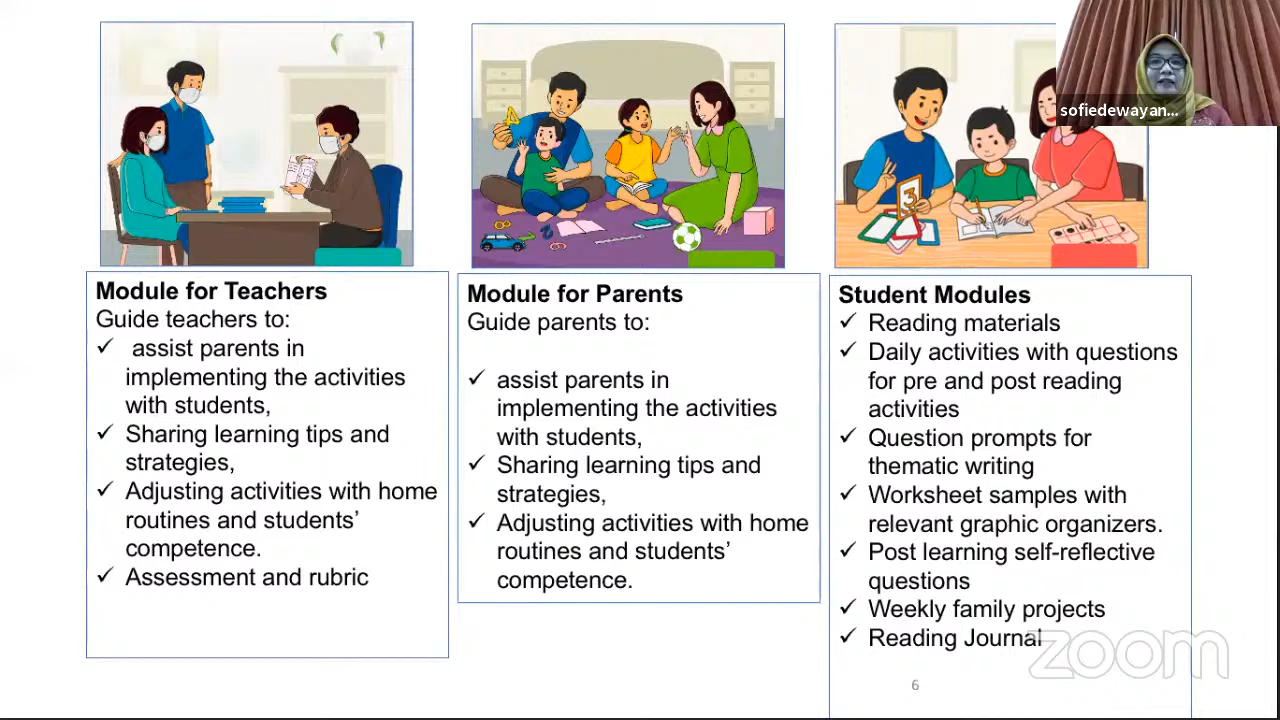 sofiedewayan...
Module for Teachers
Guide teachers to:
✓ assist parents in
implementing the activities
with students,
✓ Sharing learning tips and
strategies,
✓ Adjusting activities with home
routines and students’
competence.
✓ Assessment and rubric
Module for Parents
Guide parents to:
✓ assist parents in
implementing the activities
with students,
✓ Sharing learning tips and
strategies,
✓ Adjusting activities with home
routines and students’
competence.
Student Modules
✓ Reading materials
✓ Daily activities with questions
for pre and post reading
activities
✓ Question prompts for
thematic writing
✓ Worksheet samples with
relevant graphic organizers.
✓ Post learning self-reflective
questions
✓ Weekly family projects
✓ Reading Journal
zoom
6
3